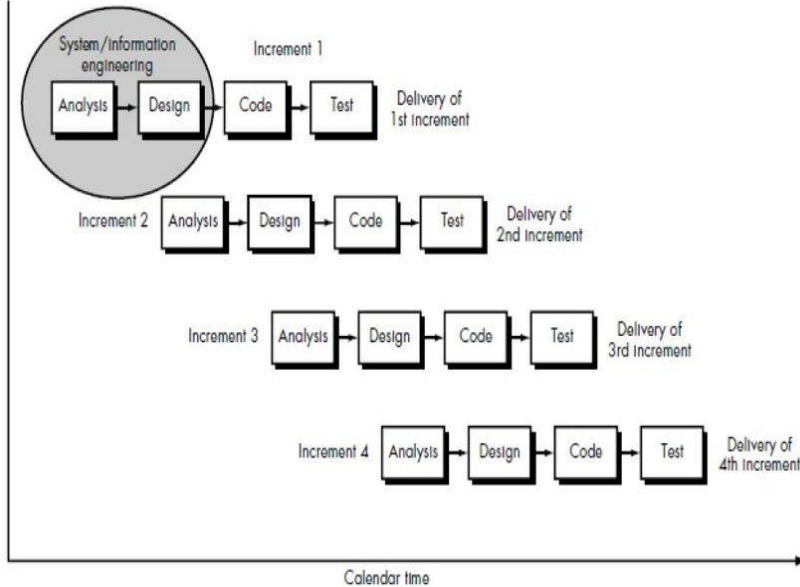 System/information
engineering
Increment 1
Analysis
Design
Code
Test
Delivery of
1st increment
Increment 2
Analysis
Design
Code
Test
Delivery of
2nd increment
Increment 3
Analysis
Design
Code
Test
Delivery of
3rd increment
Increment 4
Analysis
Design
Code
Test
Delivery of
4th increment
Calendar time